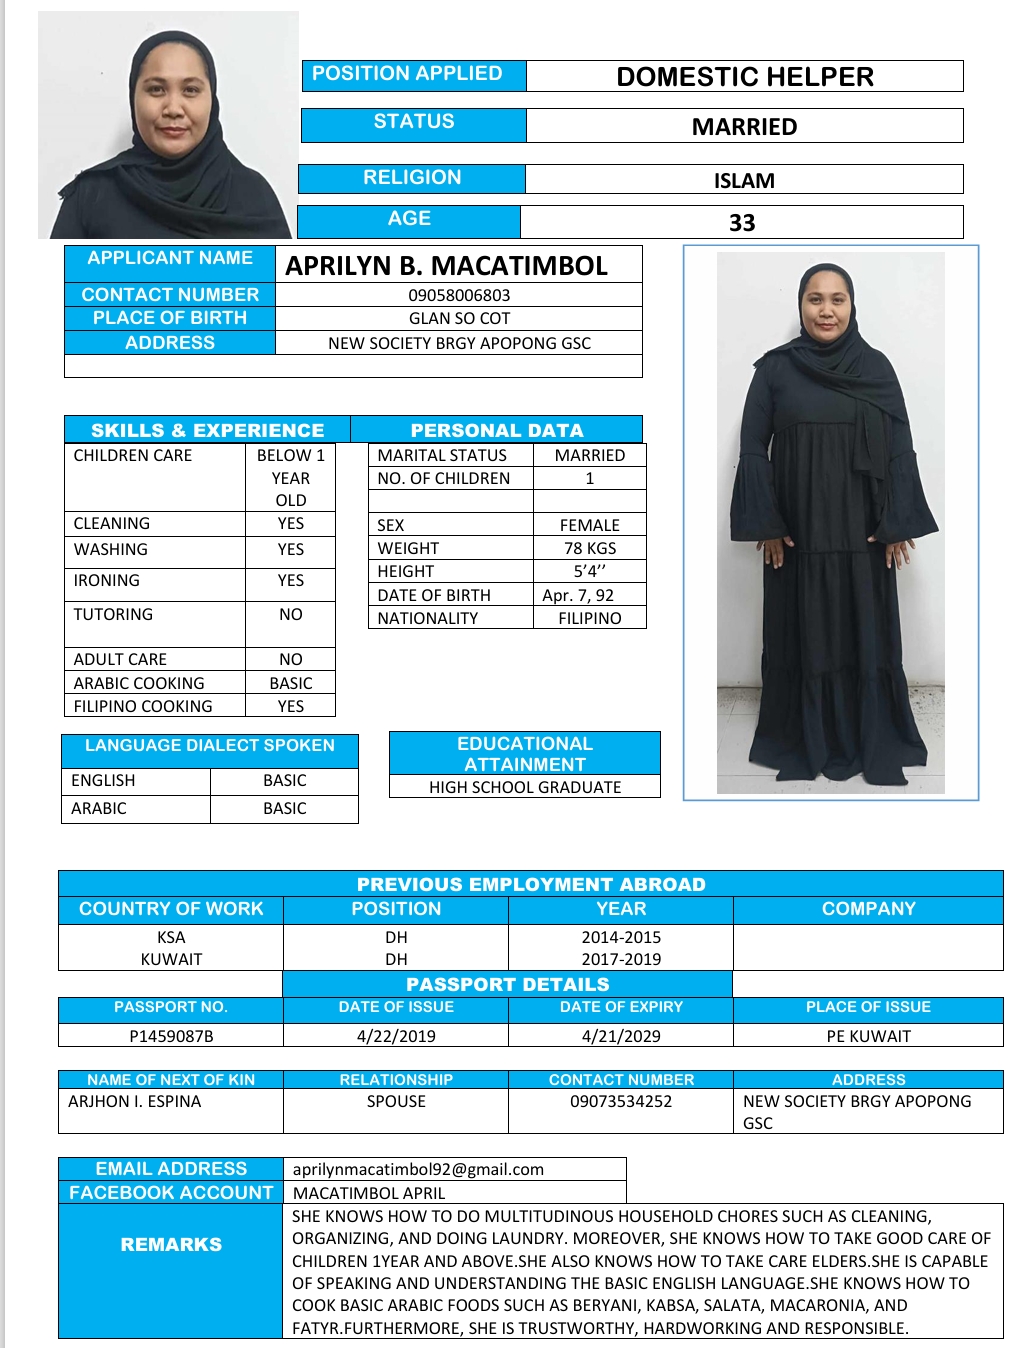 POSITION APPLIED DOMESTIC HELPER
STATUS MARRIED
RELIGION ISLAM
AGE 33
APPLICANT NAME APRILYN B. MACATIMBOL
CONTACT NUMBER 09058006803
PLACE OF BIRTH GLAN SO COT
ADDRESS NEW SOCIETY BRGY APOPONG GSC
SKILLS & EXPERIENCE
CHILDREN CARE BELOW 1
YEAR
OLD
CLEANING YES
WASHING YES
IRONING YES
TUTORING NO
ADULT CARE NO
ARABIC COOKING BASIC
FILIPINO COOKING YES
PERSONAL DATA
MARITAL STATUS MARRIED
NO. OF CHILDREN 1
SEX FEMALE
WEIGHT 78 KGS
HEIGHT 5’4’’
DATE OF BIRTH Apr. 7, 92
NATIONALITY FILIPINO
LANGUAGE DIALECT SPOKEN
ENGLISH BASIC
ARABIC BASIC
EDUCATIONAL
ATTAINMENT
HIGH SCHOOL GRADUATE
PREVIOUS EMPLOYMENT ABROAD
COUNTRY OF WORK POSITION YEAR COMPANY
KSA DH 2014-2015
KUWAIT DH 2017-2019
PASSPORT DETAILS
PASSPORT NO. DATE OF ISSUE DATE OF EXPIRY PLACE OF ISSUE
P1459087B 4/22/2019 4/21/2029 PE KUWAIT
NAME OF NEXT OF KIN RELATIONSHIP CONTACT NUMBER ADDRESS
ARJHON I. ESPINA SPOUSE 09073534252 NEW SOCIETY BRGY APOPONG
GSC
EMAIL ADDRESS aprilynmacatimbol92@gmail.com
FACEBOOK ACCOUNT MACATIMBOL APRIL
REMARKS
SHE KNOWS HOW TO DO MULTITUDINOUS HOUSEHOLD CHORES SUCH AS CLEANING,
ORGANIZING, AND DOING LAUNDRY. MOREOVER, SHE KNOWS HOW TO TAKE GOOD CARE OF
CHILDREN 1YEAR AND ABOVE.SHE ALSO KNOWS HOW TO TAKE CARE ELDERS.SHE IS CAPABLE
OF SPEAKING AND UNDERSTANDING THE BASIC ENGLISH LANGUAGE.SHE KNOWS HOW TO
COOK BASIC ARABIC FOODS SUCH AS BERYANI, KABSA, SALATA, MACARONIA, AND
FATYR.FURTHERMORE, SHE IS TRUSTWORTHY, HARDWORKING AND RESPONSIBLE.